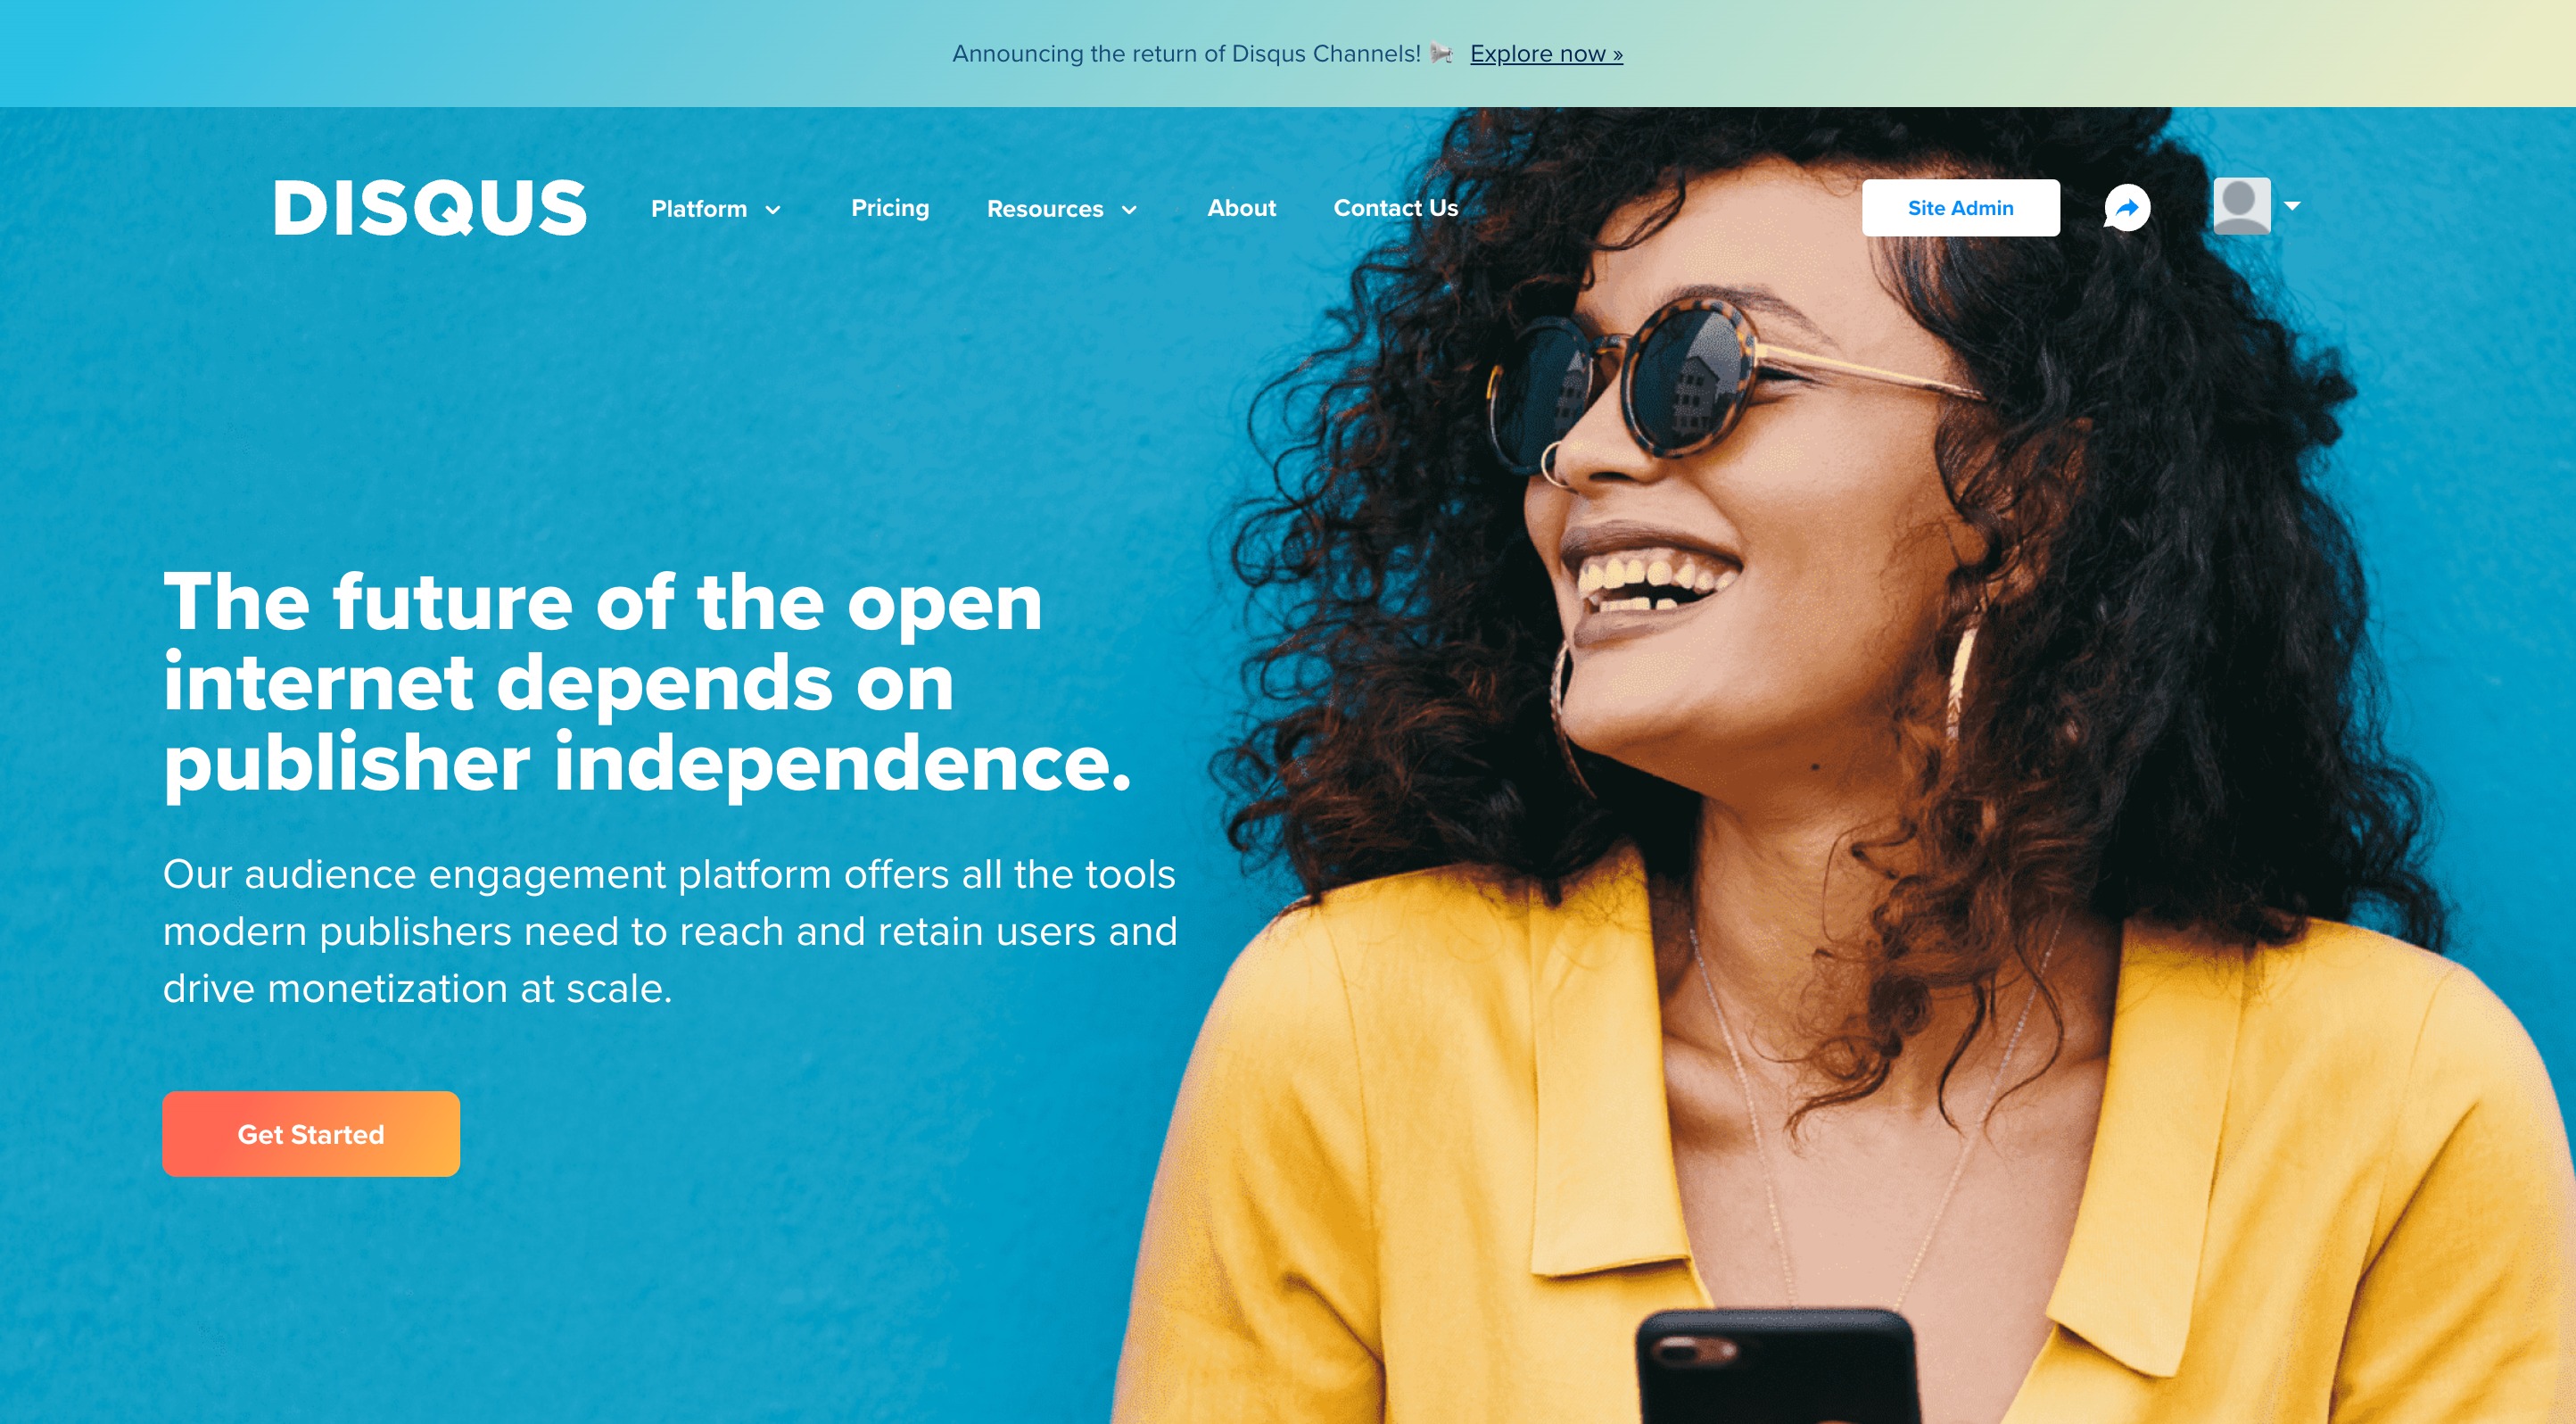 Announcing the return of Disqus Channels! 📢 Explore now »
DISQUS Platform Pricing Resources About Contact Us Site Admin
The future of the open
internet depends on
publisher independence.
Our audience engagement platform offers all the tools
modern publishers need to reach and retain users and
drive monetization at scale.
Get Started